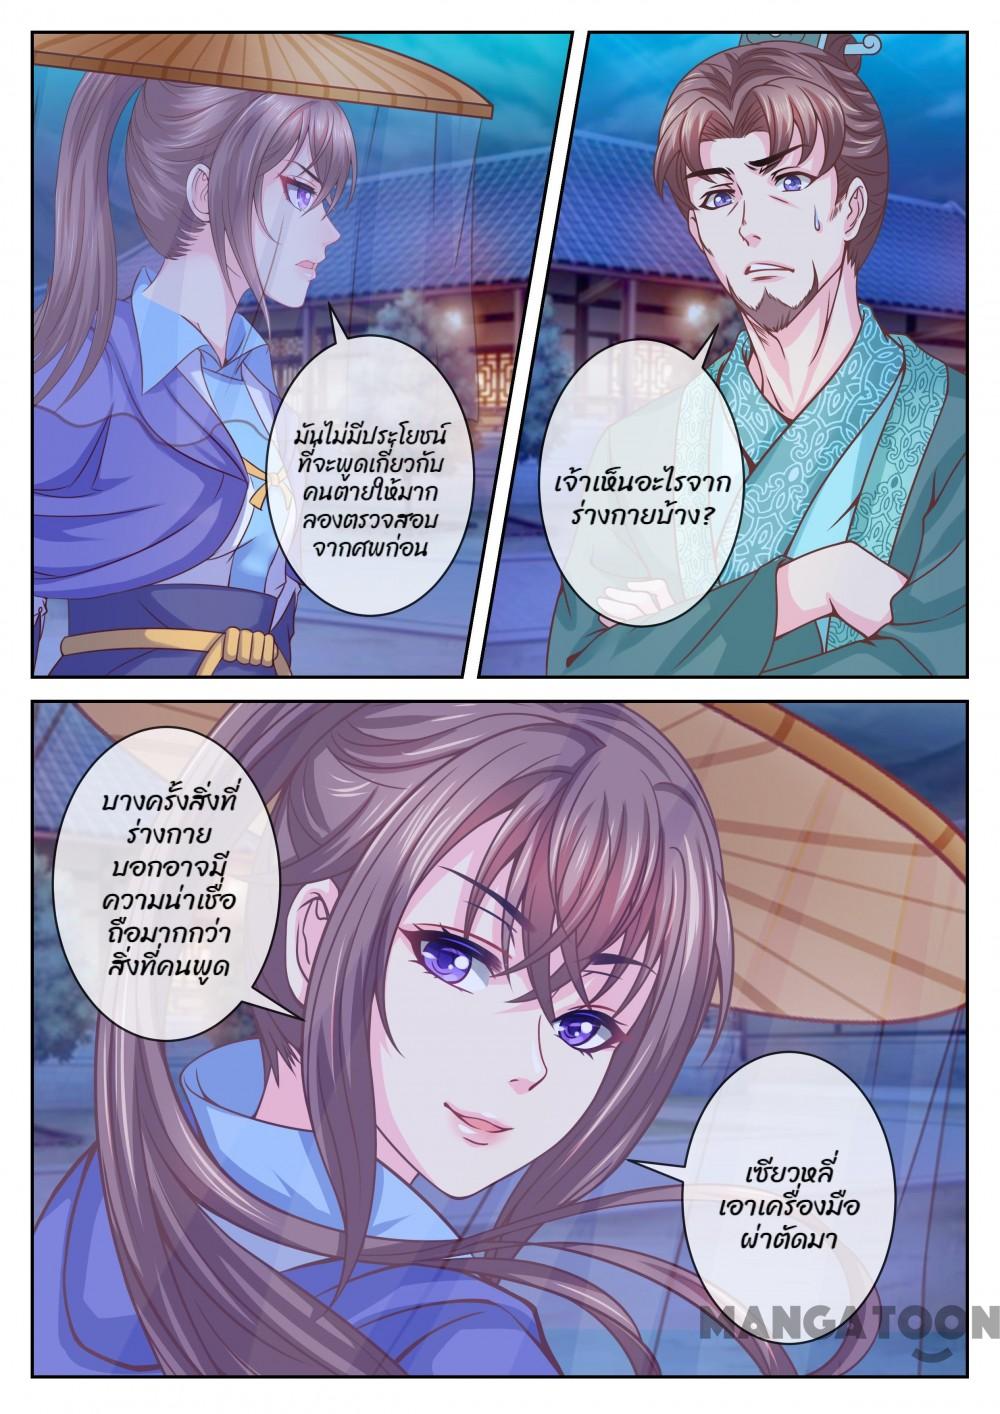 มันไม่มีประโยชน์
ที่จะพูดเกี่ยวกับ
คนตายให้มาก
ลองตรวจสอบ
จากศพก่อน
เจ้าเห็นอะไรจาก
ร่างกายบ้าง?
บางครั้งสิ่งที่
ร่างกาย
บอกอาจมี
ความน่าเชื่อ
ถือมากกว่า
สิ่งที่คนพูด
เซียวหลี่
เอาเครื่องมือ
ผ่าตัดมา
MANGATOON